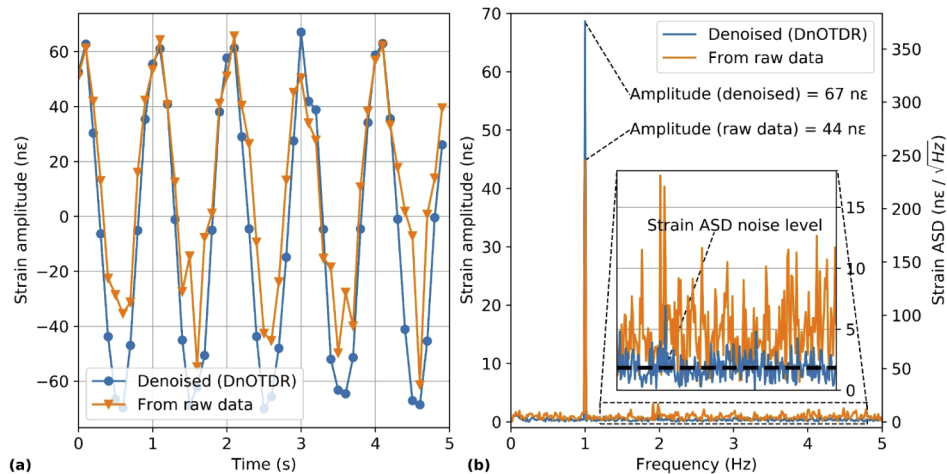 60
40
20
0
−20
−40
−60
Strain amplitude (nε)
Denoised (DnOTDR)
From raw data
0 1 2 3 4 5
Time (s)
(a)
70
60
50
40
30
20
10
0
Strain amplitude (nε)
Denoised (DnOTDR)
From raw data
Amplitude (denoised) = 67 nε
Amplitude (raw data) = 44 nε
Strain ASD noise level
15
10
5
0
350
300
250
200
150
100
50
0
Strain ASD (nε / √Hz)
0 1 2 3 4 5
Frequency (Hz)
(b)